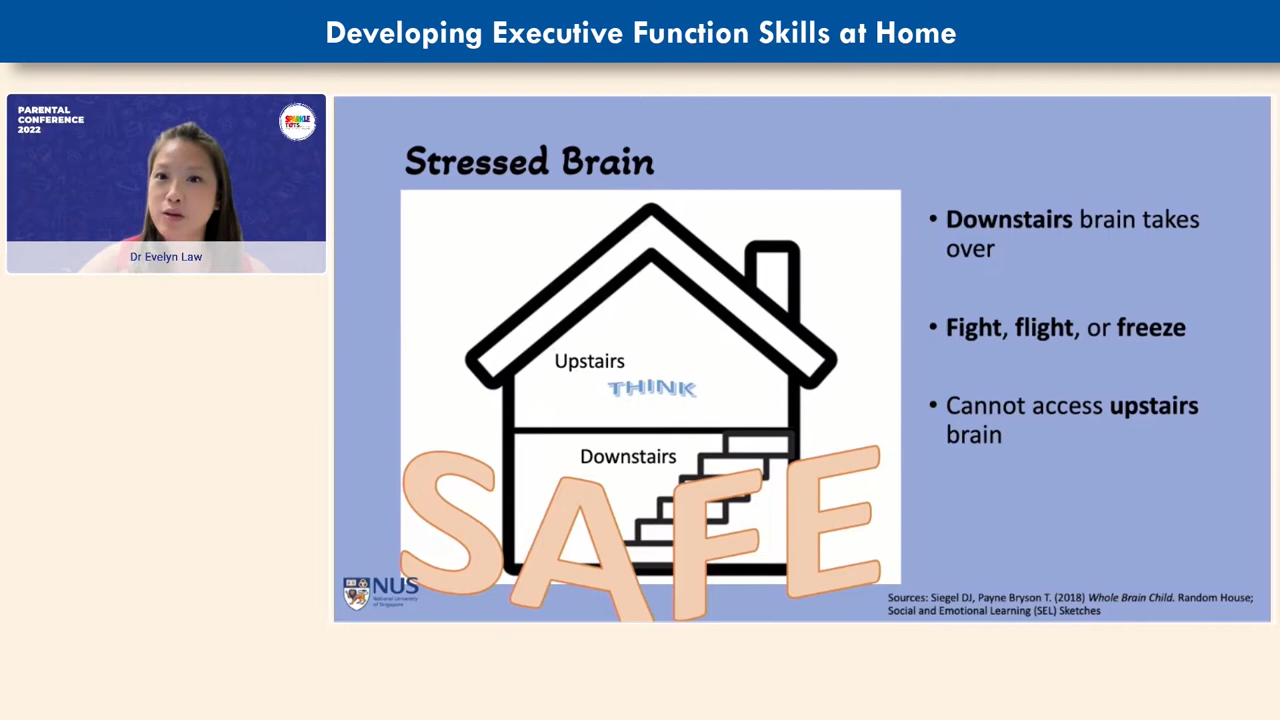 Developing Executive Function Skills at Home
PARENTAL
CONFERENCE
2022
SPARKLE
TOTS
Dr Evelyn Law
Stressed Brain
Upstairs
THINK
Downstairs
SAFE
• Downstairs brain takes
over
• Fight, flight, or freeze
• Cannot access upstairs
brain
NUS
National University
of Singapore
Sources: Siegel DJ, Payne Bryson T. (2018) Whole Brain Child. Random House;
Social and Emotional Learning (SEL) Sketches